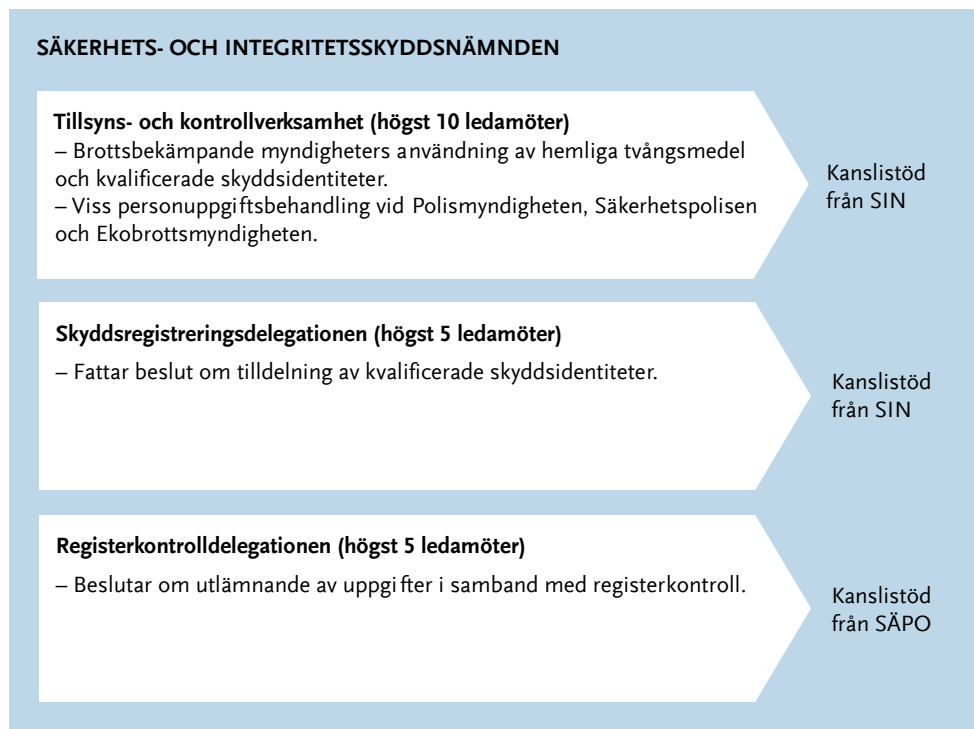 SÄKERHETS- OCH INTEGRITETSSKYDDSNÄMNDEN
Tillsyns- och kontrollverksamhet (högst 10 ledamöter)
– Brottsbekämpande myndigheters användning av hemliga tvångsmedel
och kvalificerade skyddsidentiteter.
– Viss personuppgiftsbehandling vid Polismyndigheten, Säkerhetspolisen
och Ekobrottsmyndigheten.
Kanslistöd
från SIN
Skyddsregistreringsdelegationen (högst 5 ledamöter)
– Fattar beslut om tilldelning av kvalificerade skyddsidentiteter.
Kanslistöd
från SIN
Registerkontrolldelegationen (högst 5 ledamöter)
– Beslutar om utlämnande av uppgifter i samband med registerkontroll.
Kanslistöd
från SÄPO